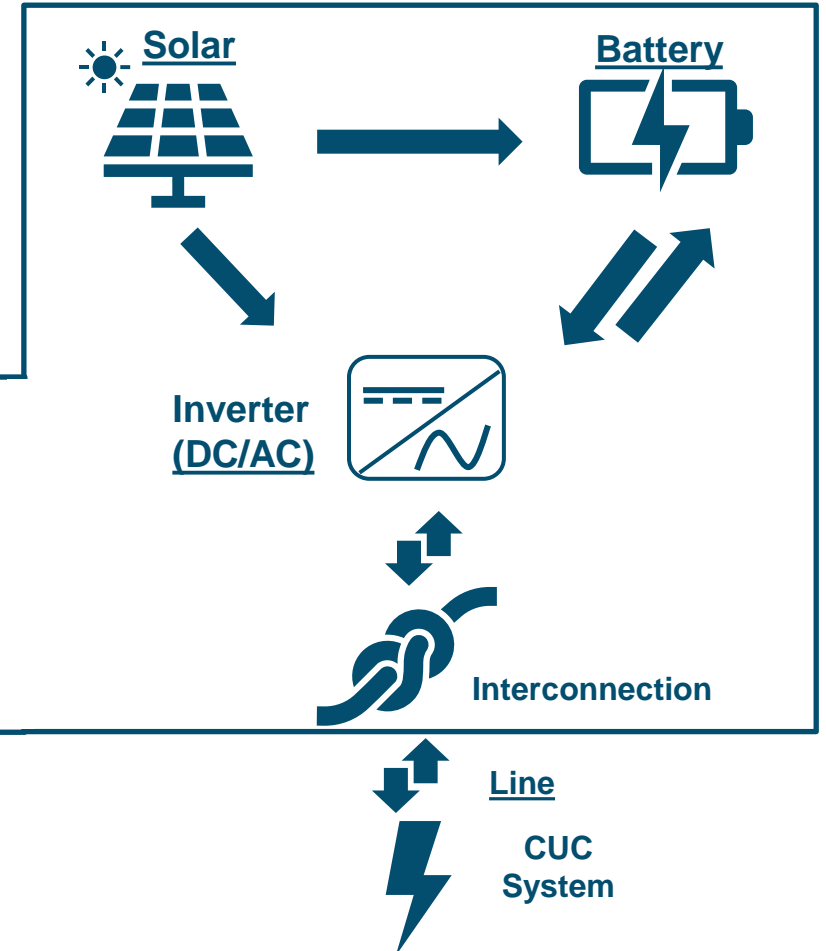 Solar
Battery
Inverter
(DC/AC)
Interconnection
Line
CUC
System